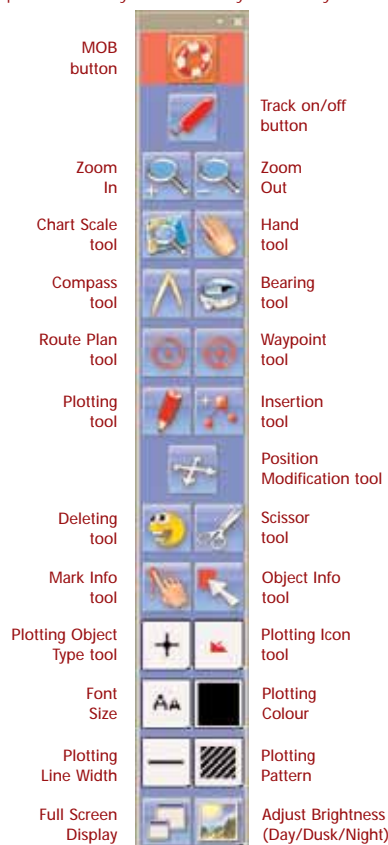 MOB
button
Track on/off
button
Zoom
In
Zoom
Out
Chart Scale
tool
Hand
tool
Compass
tool
Bearing
tool
Route Plan
tool
Waypoint
tool
Plotting
tool
Insertion
tool
Position
Modification tool
Deleting
tool
Scissor
tool
Mark Info
tool
Object Info
tool
Plotting Object
Type tool
Plotting Icon
tool
Font
Size
AA
Plotting
Colour
Plotting
Line Width
Plotting
Pattern
Full Screen
Display
Adjust Brightness
(Day/Dusk/Night)